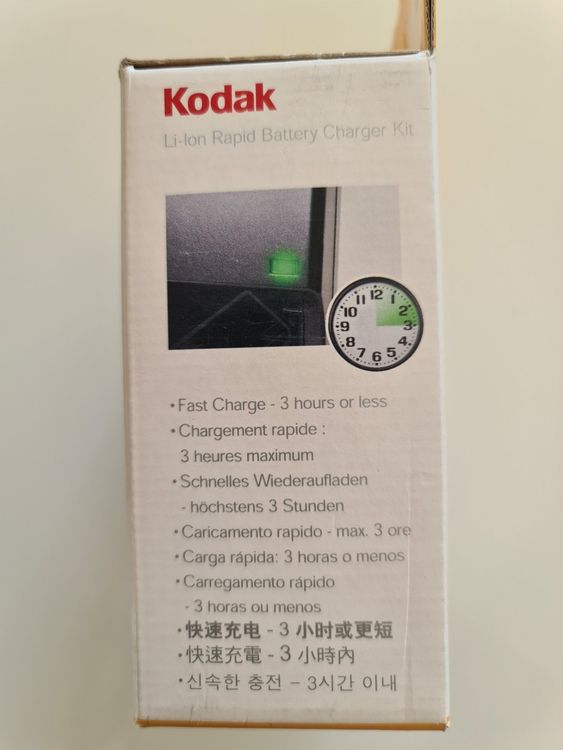 Kodak
Li-Ion Rapid Battery Charger Kit
12
11 1
10 2
9 3
8 4
7 5
6
•Fast Charge - 3 hours or less
•Chargement rapide :
3 heures maximum
•Schnelles Wiederaufladen
- höchstens 3 Stunden
•Caricamento rapido - max. 3 ore
•Carga rápida: 3 horas o menos
•Carregamento rápido
- 3 horas ou menos
•快速充电 - 3 小时或更短
•快速充電 - 3 小時內
•신속한 충전 – 3시간 이내